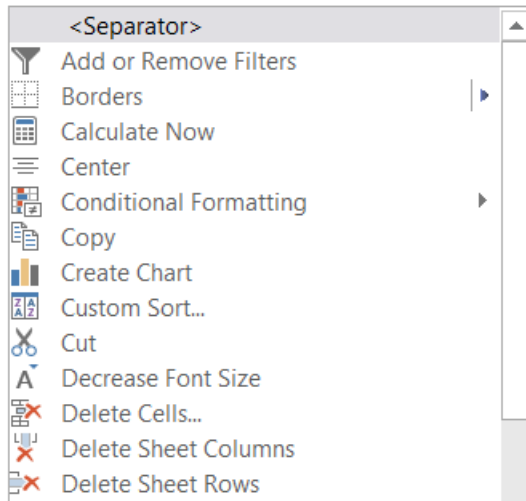 <Separator>
Add or Remove Filters
Borders
Calculate Now
Center
Conditional Formatting
Copy
Create Chart
Custom Sort...
Cut
Decrease Font Size
Delete Cells...
Delete Sheet Columns
Delete Sheet Rows